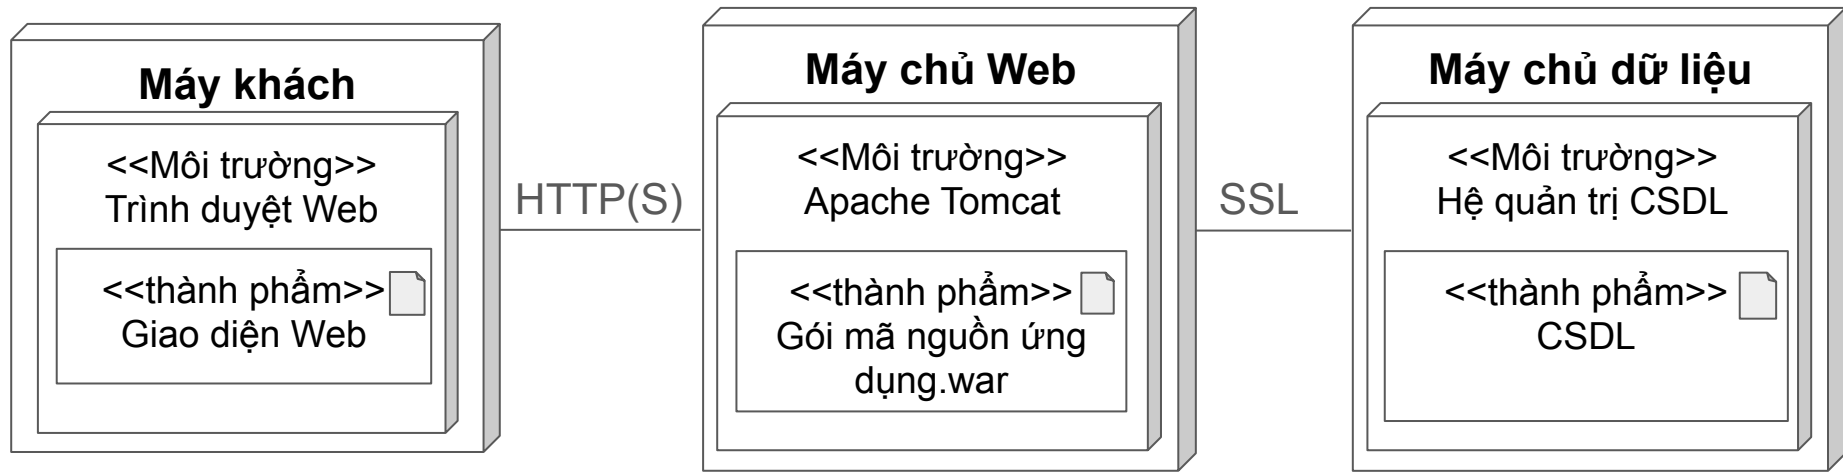 Máy khách
<<Môi trường>>
Trình duyệt Web
<<thành phẩm>>
Giao diện Web
HTTP(S)
Máy chủ Web
<<Môi trường>>
Apache Tomcat
<<thành phẩm>>
Gói mã nguồn ứng
dụng.war
SSL
Máy chủ dữ liệu
<<Môi trường>>
Hệ quản trị CSDL
<<thành phẩm>>
CSDL